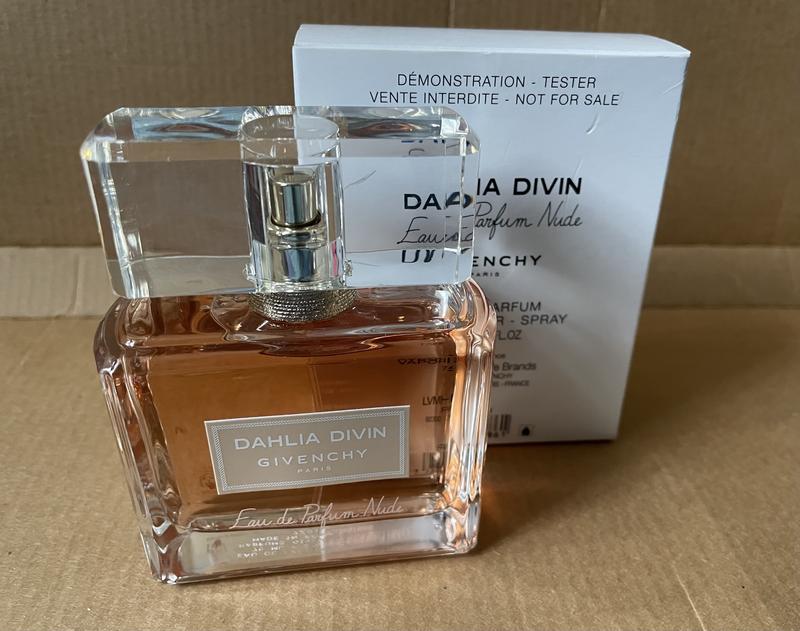 DÉMONSTRATION - TESTER
VENTE INTERDITE - NOT FOR SALE
DAHLIA DIVIN
Eau de Parfum Nude
GIVENCHY
PARIS
PARFUM
- SPRAY
FL.OZ
Brands
- FRANCE
LVMH
DAHLIA DIVIN
GIVENCHY
PARIS
Eau de Parfum Nude